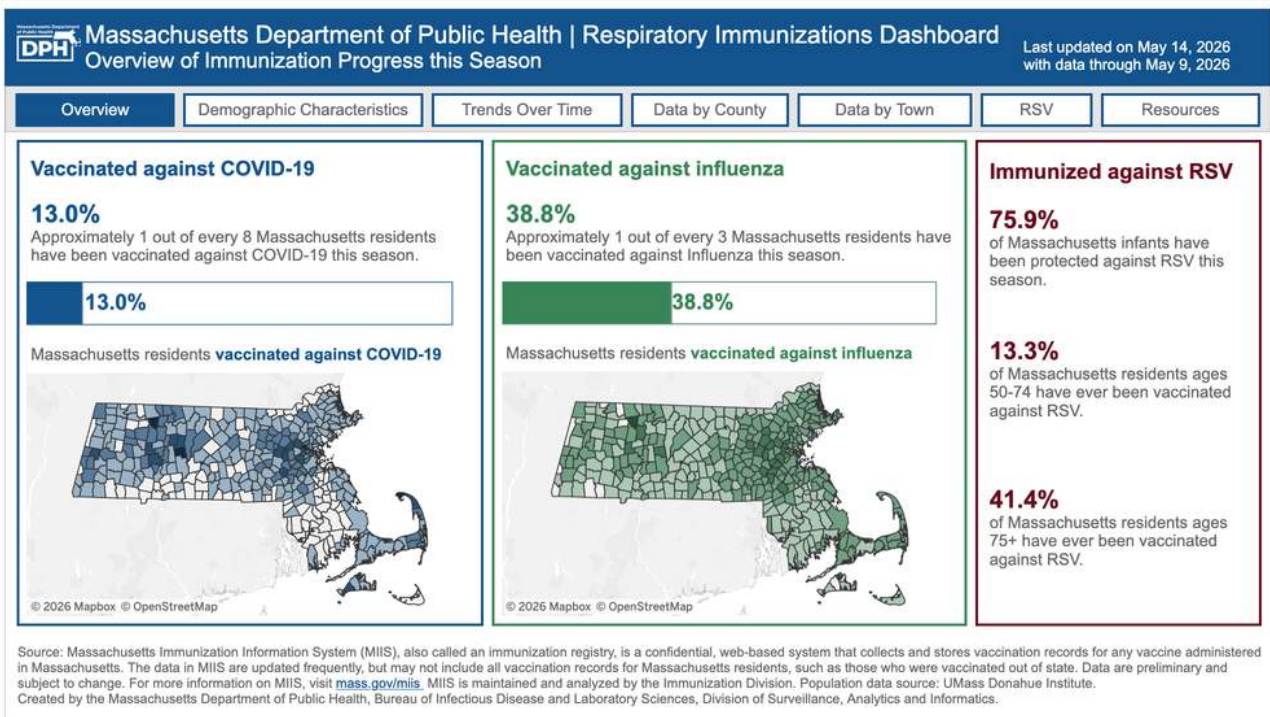 Massachusetts Department
of Public Health
DPH
Massachusetts Department of Public Health | Respiratory Immunizations Dashboard
Overview of Immunization Progress this Season
Last updated on May 14, 2026
with data through May 9, 2026
Overview
Demographic Characteristics
Trends Over Time
Data by County
Data by Town
RSV
Resources
Vaccinated against COVID-19
13.0%
Approximately 1 out of every 8 Massachusetts residents
have been vaccinated against COVID-19 this season.
13.0%
Massachusetts residents vaccinated against COVID-19
© 2026 Mapbox © OpenStreetMap
Vaccinated against influenza
38.8%
Approximately 1 out of every 3 Massachusetts residents have
been vaccinated against Influenza this season.
38.8%
Massachusetts residents vaccinated against influenza
© 2026 Mapbox © OpenStreetMap
Immunized against RSV
75.9%
of Massachusetts infants have
been protected against RSV this
season.
13.3%
of Massachusetts residents ages
50-74 have ever been vaccinated
against RSV.
41.4%
of Massachusetts residents ages
75+ have ever been vaccinated
against RSV.
Source: Massachusetts Immunization Information System (MIIS), also called an immunization registry, is a confidential, web-based system that collects and stores vaccination records for any vaccine administered
in Massachusetts. The data in MIIS are updated frequently, but may not include all vaccination records for Massachusetts residents, such as those who were vaccinated out of state. Data are preliminary and
subject to change. For more information on MIIS, visit mass.gov/miis MIIS is maintained and analyzed by the Immunization Division. Population data source: UMass Donahue Institute.
Created by the Massachusetts Department of Public Health, Bureau of Infectious Disease and Laboratory Sciences, Division of Surveillance, Analytics and Informatics.